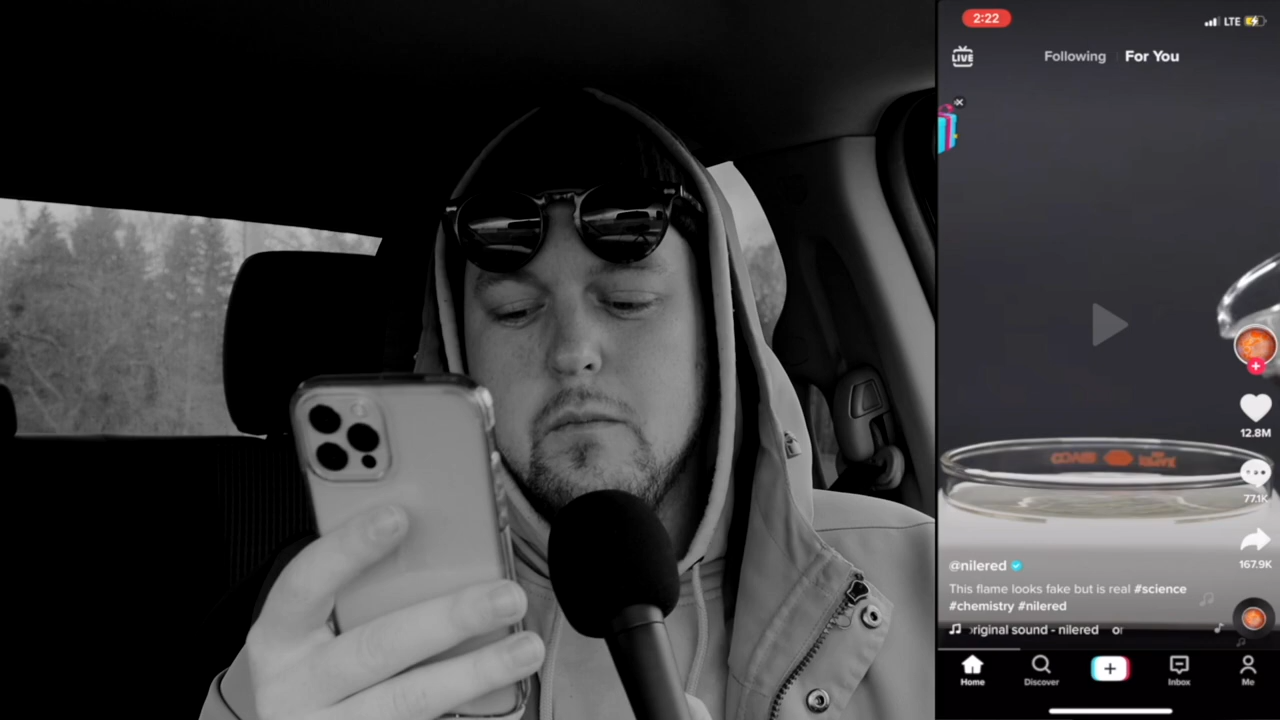 2:22
LTE
LIVE
Following
For You
12.8M
77.1K
167.9K
@nilered
This flame looks fake but is real #science
#chemistry #nilered
riginal sound - nilered
Home
Discover
Inbox
Me